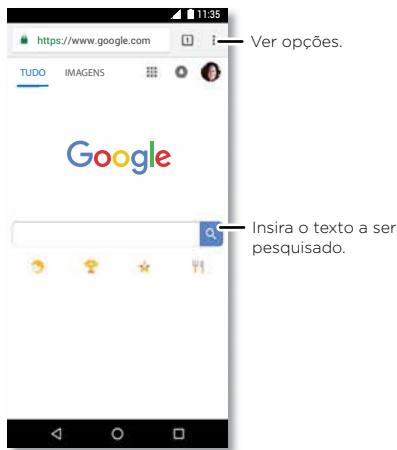 11:35
https://www.google.com
1
Ver opções.
TUDO IMAGENS
Google
Insira o texto a ser
pesquisado.